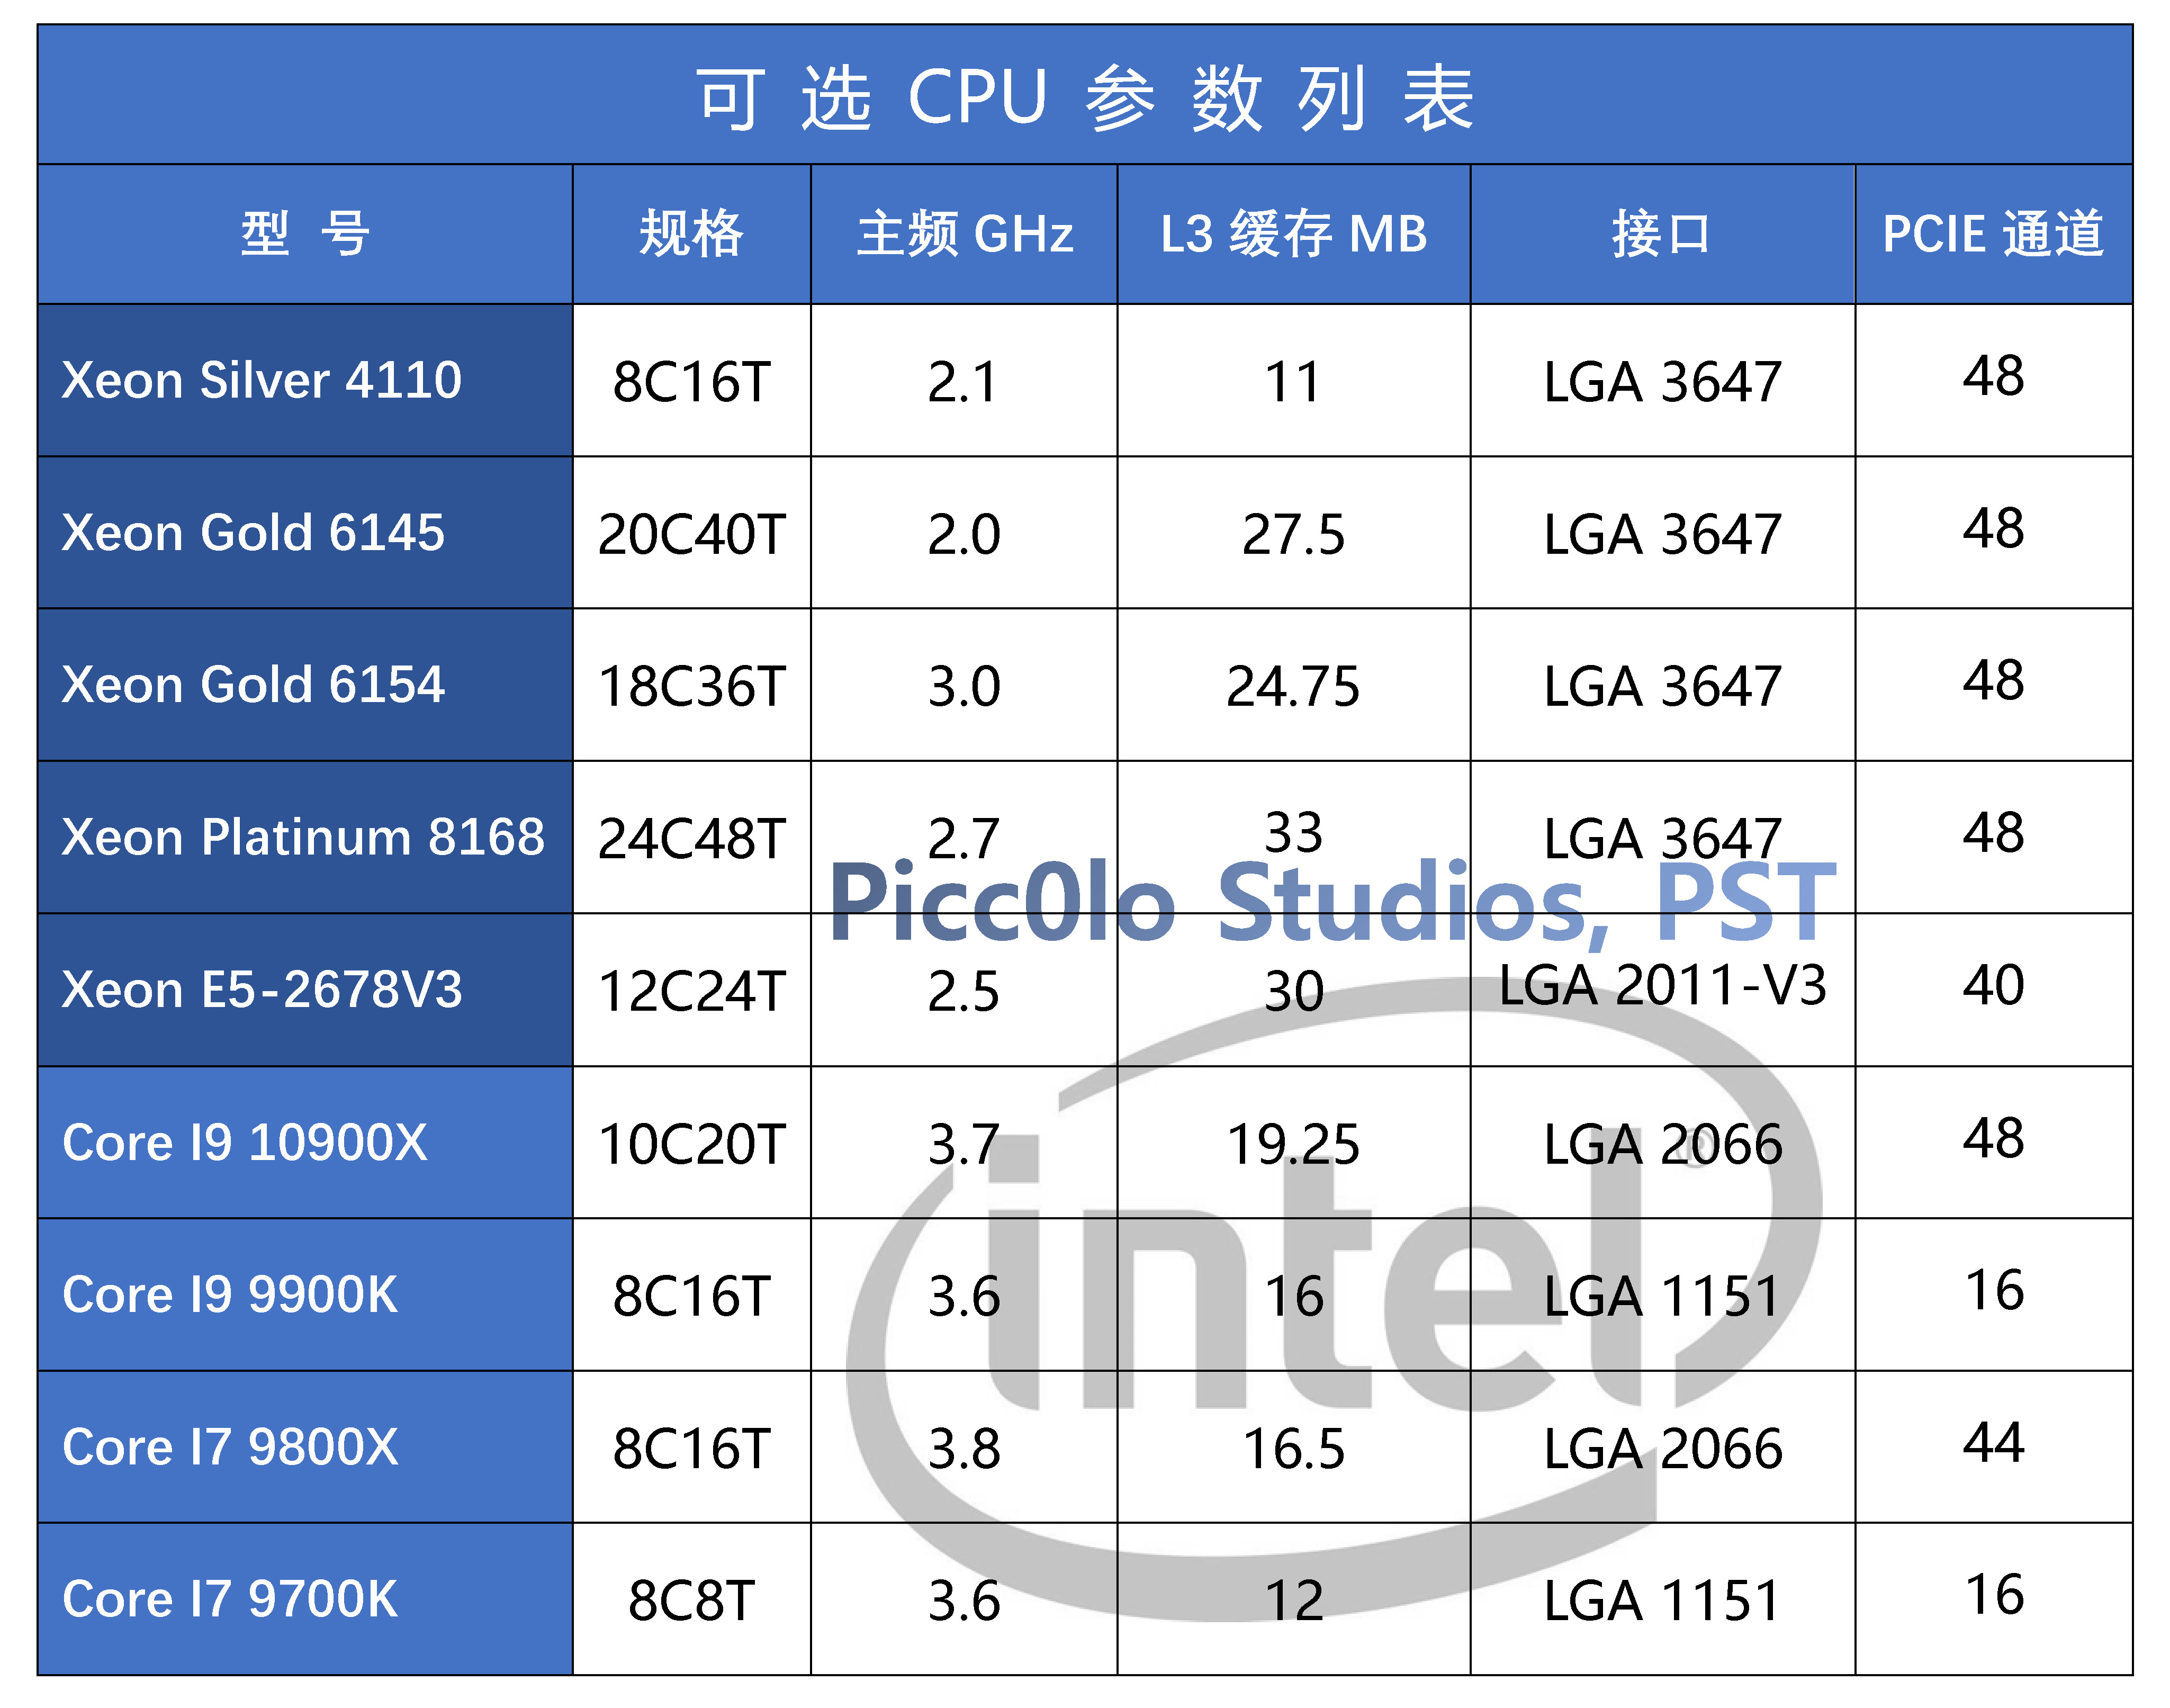 可选CPU参数列表
型号 规格 主频 GHz L3 缓存 MB 接口 PCIE 通道
Xeon Silver 4110 8C16T 2.1 11 LGA 3647 48
Xeon Gold 6145 20C40T 2.0 27.5 LGA 3647 48
Xeon Gold 6154 18C36T 3.0 24.75 LGA 3647 48
Xeon Platinum 8168 24C48T 2.7 33 LGA 3647 48
Picc0lo Studios, PST
Xeon E5-2678V3 12C24T 2.5 30 LGA 2011-V3 40
Core I9 10900X 10C20T 3.7 19.25 LGA 2066 48
intel®
Core I9 9900K 8C16T 3.6 16 LGA 1151 16
Core I7 9800X 8C16T 3.8 16.5 LGA 2066 44
Core I7 9700K 8C8T 3.6 12 LGA 1151 16